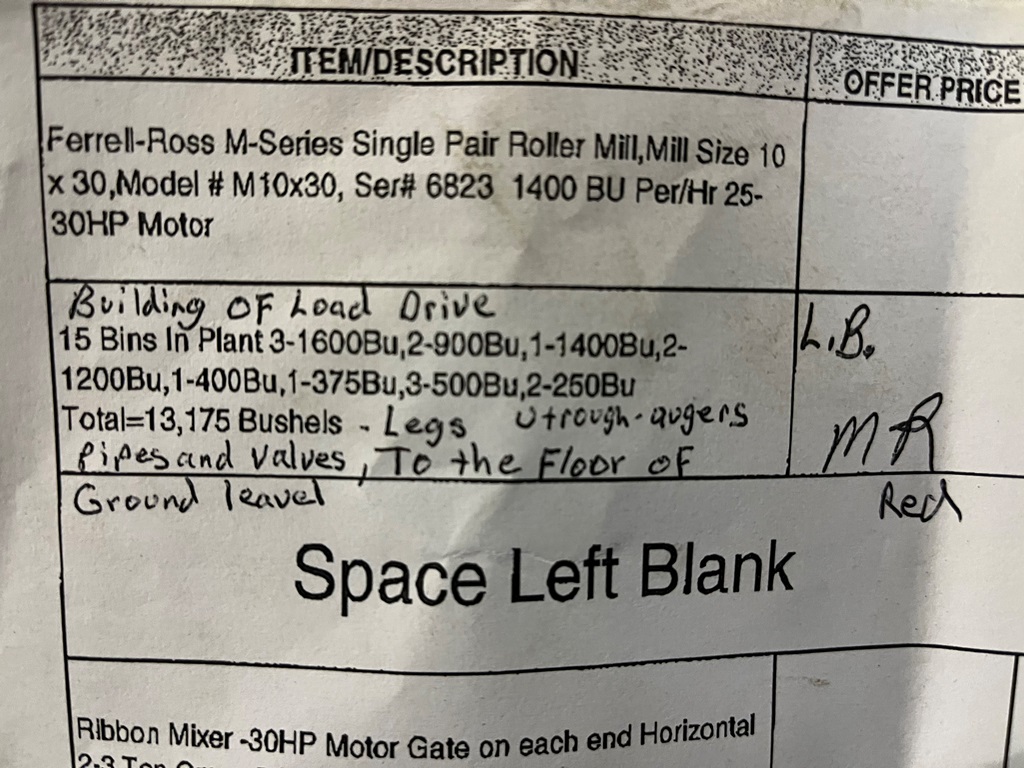 ITEM/DESCRIPTION OFFER PRICE
Ferrell-Ross M-Series Single Pair Roller Mill,Mill Size 10
x 30,Model # M10x30, Ser# 6823 1400 BU Per/Hr 25-
30HP Motor
Building OF Load Drive
L.B.
15 Bins In Plant 3-1600Bu,2-900Bu,1-1400Bu,2-
1200Bu,1-400Bu,1-375Bu,3-500Bu,2-250Bu
Total=13,175 Bushels - Legs Utrough-augers
MR
Pipes and Valves, To the Floor OF
Ground leavel Red
Space Left Blank
Ribbon Mixer -30HP Motor Gate on each end Horizontal
2-3 Ton